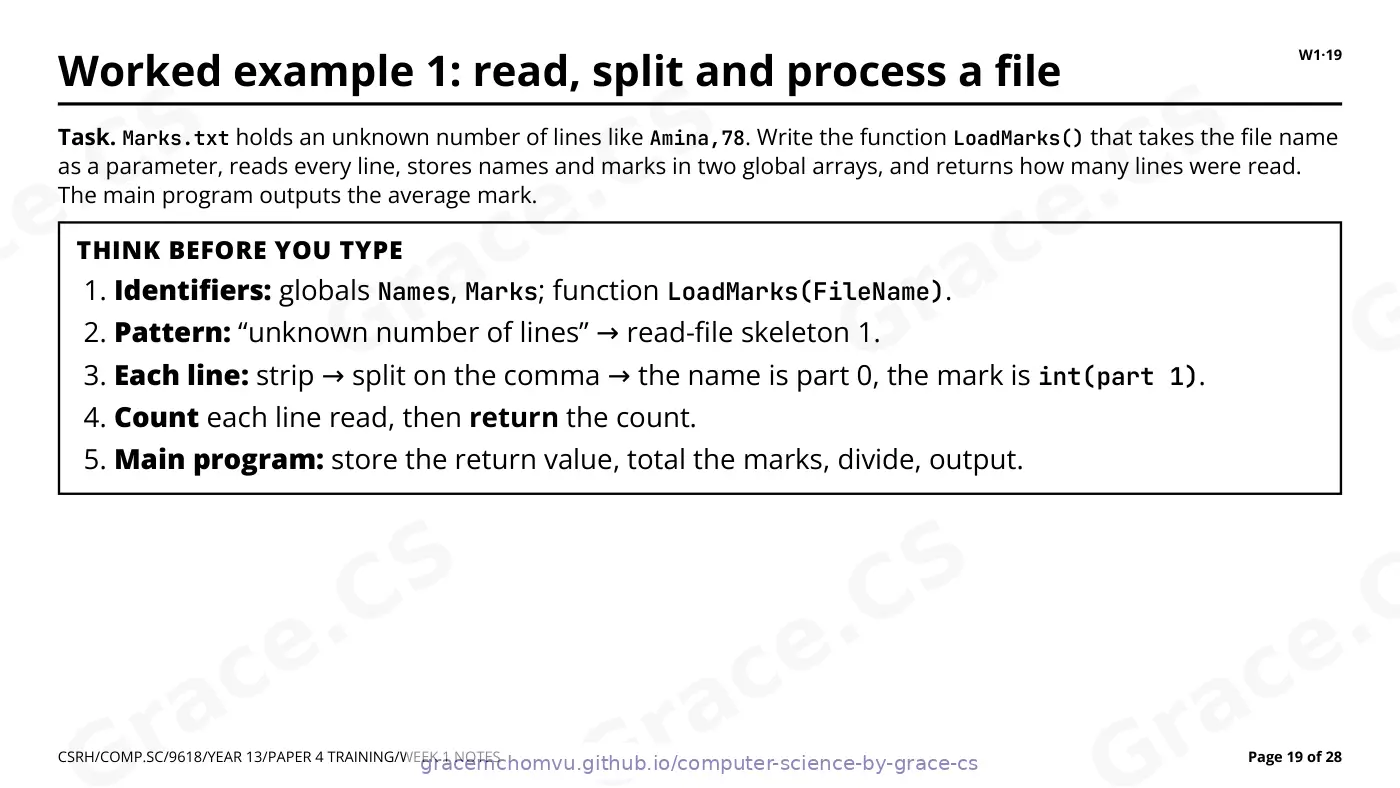 W1·19
Worked example 1: read, split and process a file
Task. Marks.txt holds an unknown number of lines like Amina,78. Write the function LoadMarks() that takes the file name
as a parameter, reads every line, stores names and marks in two global arrays, and returns how many lines were read.
The main program outputs the average mark.
THINK BEFORE YOU TYPE
1. Identifiers: globals Names, Marks; function LoadMarks(FileName).
2. Pattern: “unknown number of lines” → read-file skeleton 1.
3. Each line: strip → split on the comma → the name is part 0, the mark is int(part 1).
4. Count each line read, then return the count.
5. Main program: store the return value, total the marks, divide, output.
Grace.CS
Grace.CS
Grace.CS
CSRH/COMP.SC/9618/YEAR 13/PAPER 4 TRAINING/WEEK 1 NOTES
gracemchomvu.github.io/computer-science-by-grace-cs
Page 19 of 28